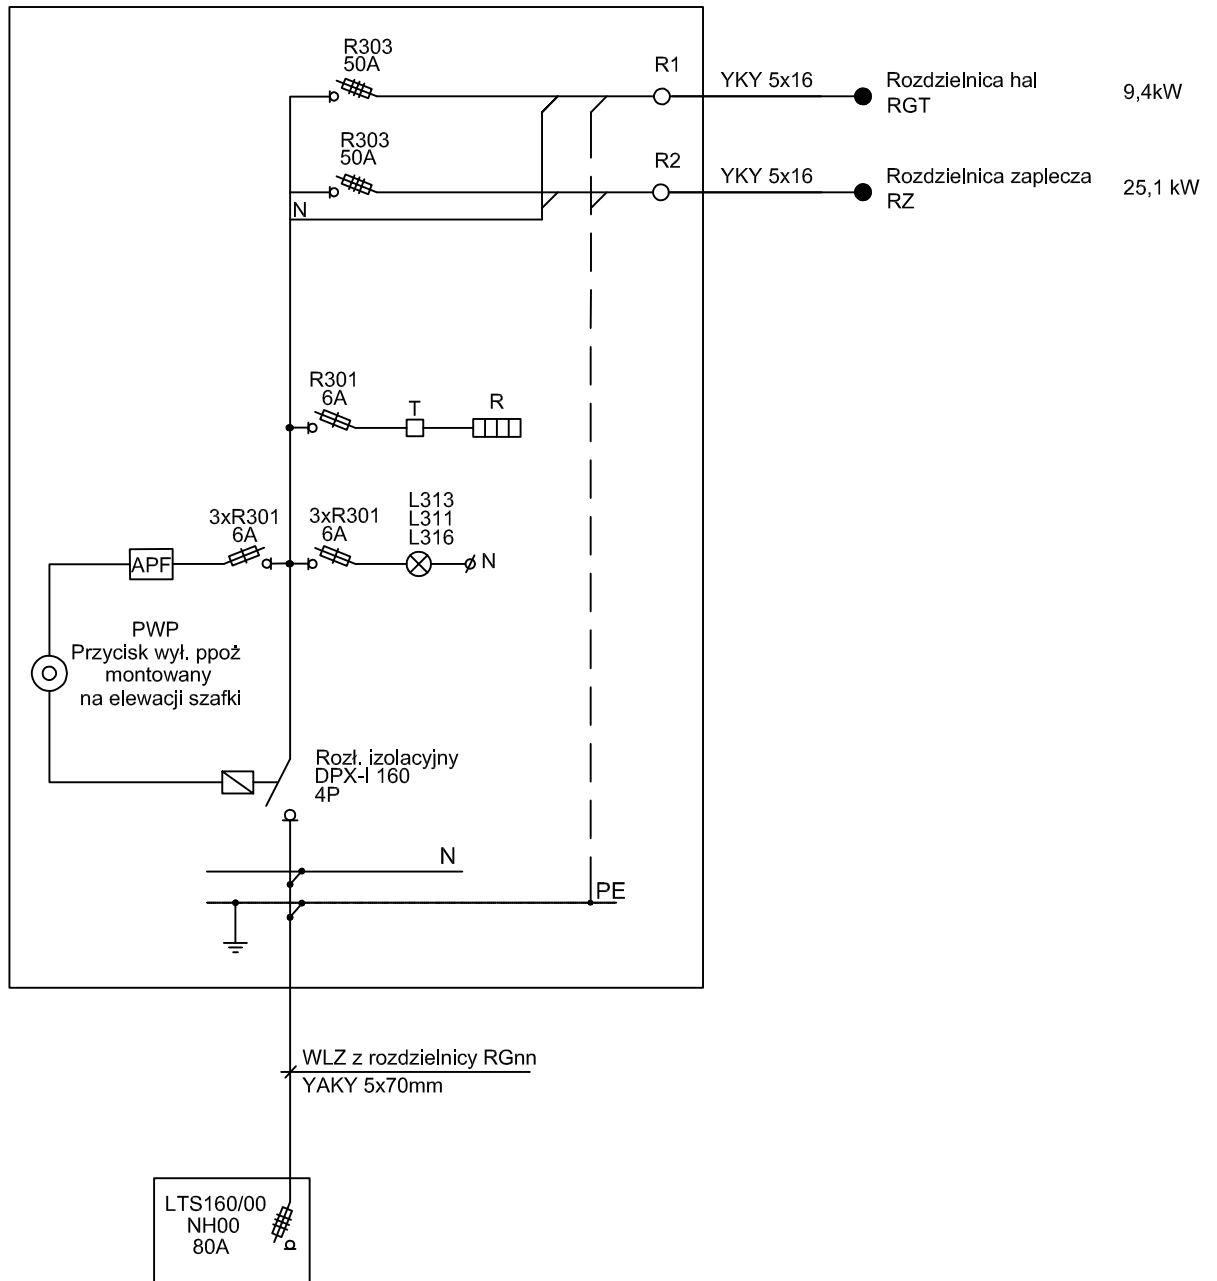 R303
50A
R1
YKY 5x16
Rozdzielnica hal
RGT
9,4kW
R303
50A
R2
YKY 5x16
Rozdzielnica zaplecza
RZ
25,1 kW
N
R301
6A
T
R
3xR301
6A
3xR301
6A
L313
L311
L316
APF
N
PWP
Przycisk wył. ppoż
montowany
na elewacji szafki
Rozł. izolacyjny
DPX-I 160
4P
N
PE
WLZ z rozdzielnicy RGnn
YAKY 5x70mm
LTS160/00
NH00
80A